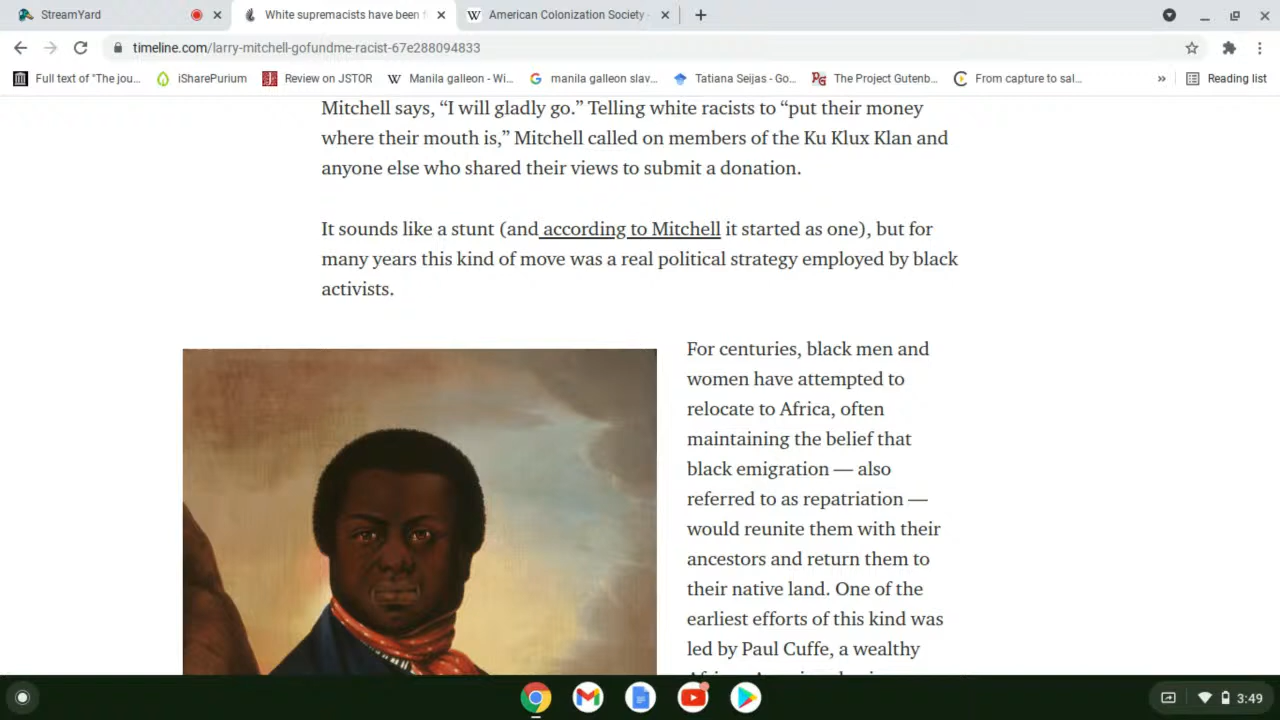 StreamYard
White supremacists have been f
American Colonization Society -
timeline.com/larry-mitchell-gofundme-racist-67e288094833
Full text of "The jou...
iSharePurium
Review on JSTOR
Manila galleon - Wi...
manila galleon slav...
Tatiana Seijas - Go...
The Project Gutenb...
From capture to sal...
»
Reading list
Mitchell says, “I will gladly go.” Telling white racists to “put their money
where their mouth is,” Mitchell called on members of the Ku Klux Klan and
anyone else who shared their views to submit a donation.
It sounds like a stunt (and according to Mitchell it started as one), but for
many years this kind of move was a real political strategy employed by black
activists.
For centuries, black men and
women have attempted to
relocate to Africa, often
maintaining the belief that
black emigration — also
referred to as repatriation —
would reunite them with their
ancestors and return them to
their native land. One of the
earliest efforts of this kind was
led by Paul Cuffe, a wealthy
3:49